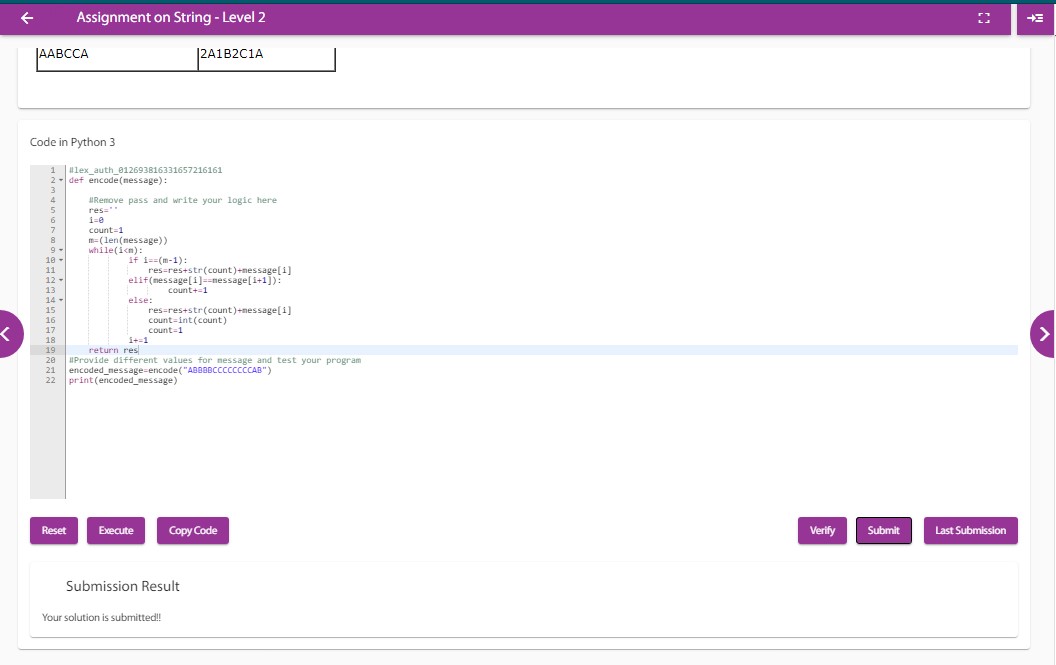 Assignment on String - Level 2
AABCCA 2A1B2C1A
Code in Python 3
1 #lex_auth_012693816331657216161
2 def encode(message):
3
4 #Remove pass and write your logic here
5 res=''
6 i=0
7 count=1
8 m=(len(message))
9 while(i<m):
10 if i==(m-1):
11 res=res+str(count)+message[i]
12 elif(message[i]==message[i+1]):
13 count+=1
14 else:
15 res=res+str(count)+message[i]
16 count=int(count)
17 count=1
18 i+=1
19 return res
20 #Provide different values for message and test your program
21 encoded_message=encode("ABBBBCCCCCCCCAB")
22 print(encoded_message)
Reset Execute Copy Code Verify Submit Last Submission
Submission Result
Your solution is submitted!!